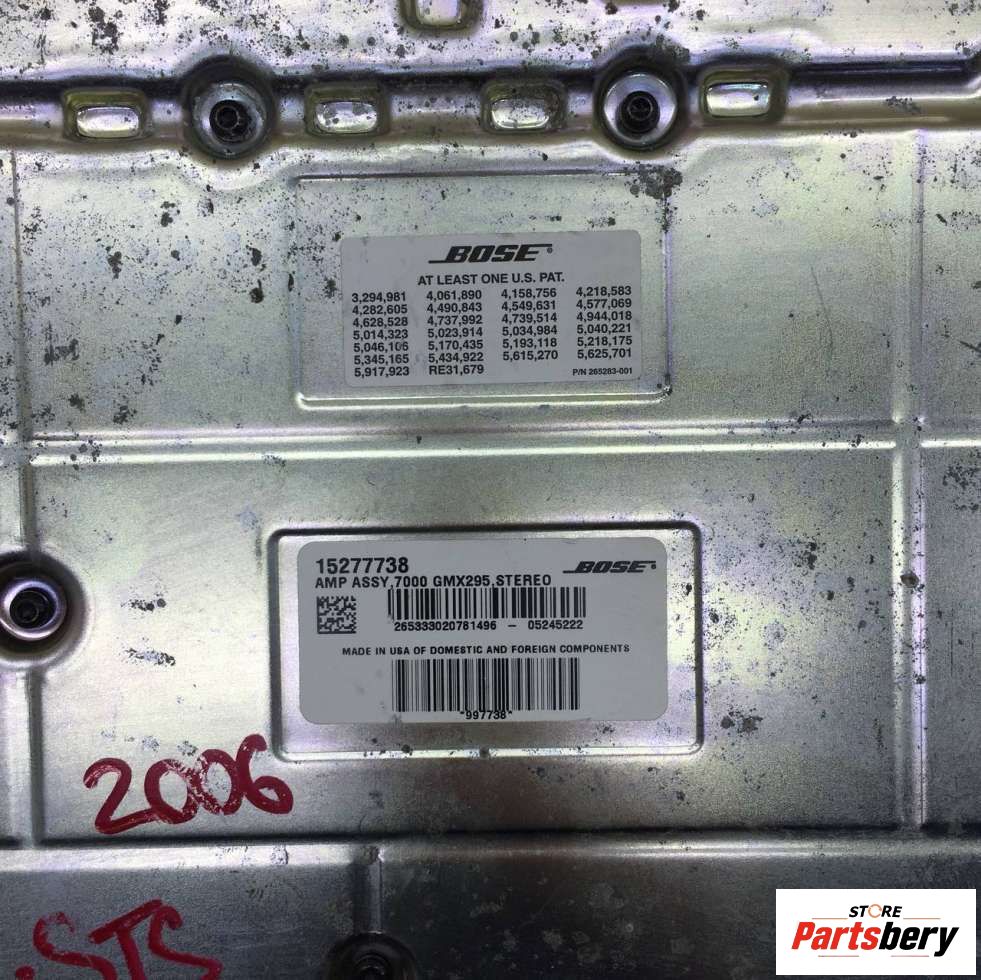 BOSE®
AT LEAST ONE U.S. PAT.
3,294,981 4,061,890 4,158,756 4,218,583
4,282,605 4,490,843 4,549,631 4,577,069
4,628,528 4,737,992 4,739,514 4,944,018
5,014,323 5,023,914 5,034,984 5,040,221
5,046,106 5,170,435 5,193,118 5,218,175
5,345,165 5,434,922 5,615,270 5,625,701
5,917,923 RE31,679 P/N 265283-001
15277738 BOSE®
AMP ASSY,7000 GMX295,STEREO
265333020781496 - 05245222
MADE IN USA OF DOMESTIC AND FOREIGN COMPONENTS
*997738*
2006
STS
STORE
Partsbery